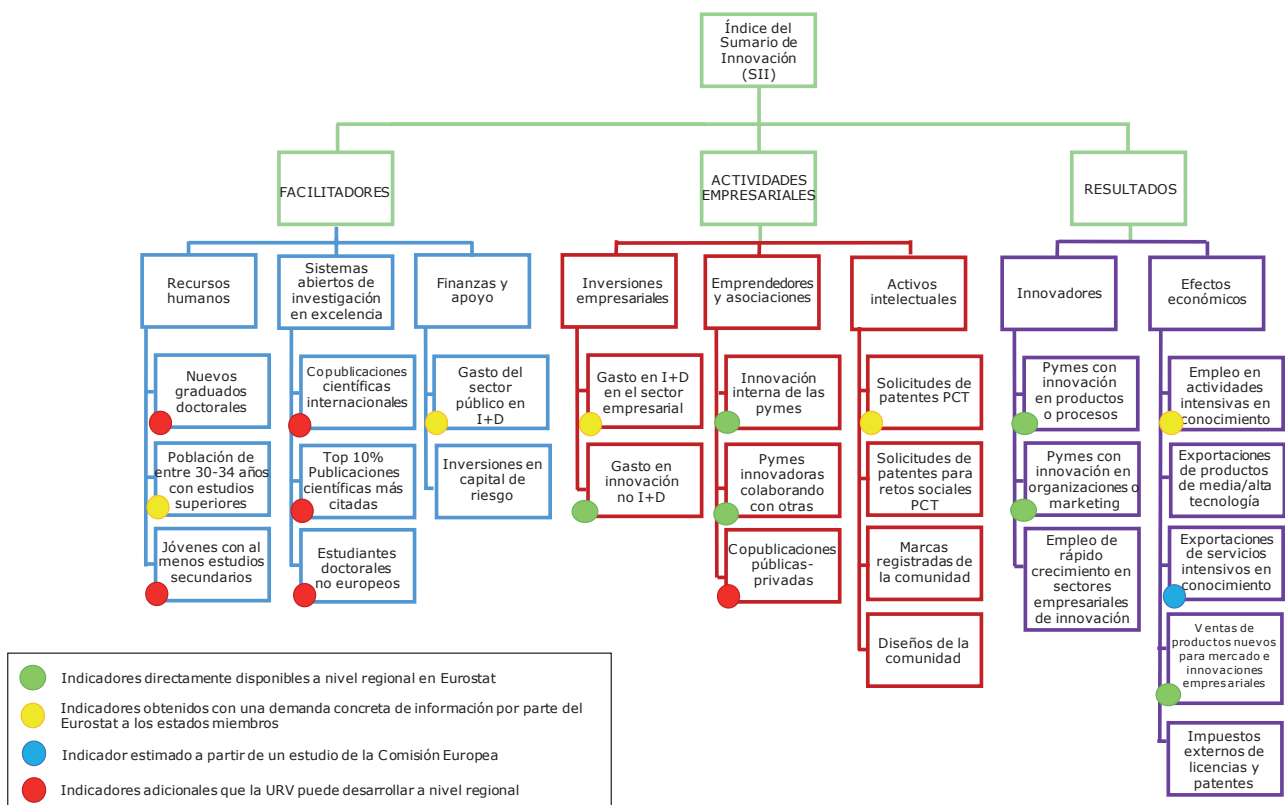 Índice del
Sumario de
Innovación
(SII)
FACILITADORES
ACTIVIDADES
EMPRESARIALES
RESULTADOS
Recursos
humanos
Sistemas
abiertos de
investigación
en excelencia
Finanzas y
apoyo
Inversiones
empresariales
Emprendedores
y asociaciones
Activos
intelectuales
Innovadores
Efectos
económicos
Nuevos
graduados
doctorales
Población de
entre 30-34 años
con estudios
superiores
Jóvenes con al
menos estudios
secundarios
Copublicaciones
científicas
internacionales
Top 10%
Publicaciones
científicas más
citadas
Estudiantes
doctorales
no europeos
Gasto del
sector
público en
I+D
Inversiones en
capital de
riesgo
Gasto en I+D
en el sector
empresarial
Gasto en
innovación
no I+D
Innovación
interna de las
pymes
Pymes
innovadoras
colaborando
con otras
Copublicaciones
públicas-
privadas
Solicitudes de
patentes PCT
Solicitudes de
patentes para
retos sociales
PCT
Marcas
registradas de
la comunidad
Diseños de la
comunidad
Pymes con
innovación
en productos
o procesos
Pymes con
innovación en
organizaciones o
marketing
Empleo de
rápido
crecimiento en
sectores
empresariales
de innovación
Empleo en
actividades
intensivas en
conocimiento
Exportaciones
de productos
de media/alta
tecnología
Exportaciones
de servicios
intensivos en
conocimiento
Ventas de
productos nuevos
para mercado e
innovaciones
empresariales
Impuestos
externos de
licencias y
patentes
Indicadores directamente disponibles a nivel regional en Eurostat
Indicadores obtenidos con una demanda concreta de información por parte del
Eurostat a los estados miembros
Indicador estimado a partir de un estudio de la Comisión Europea
Indicadores adicionales que la URV puede desarrollar a nivel regional